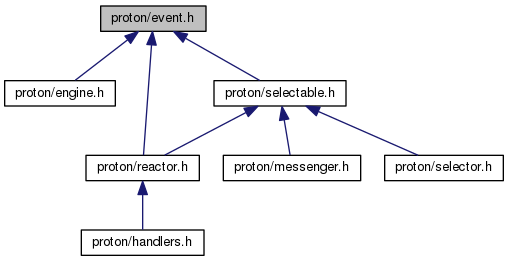 proton/event.h
proton/engine.h
proton/selectable.h
proton/reactor.h
proton/messenger.h
proton/selector.h
proton/handlers.h